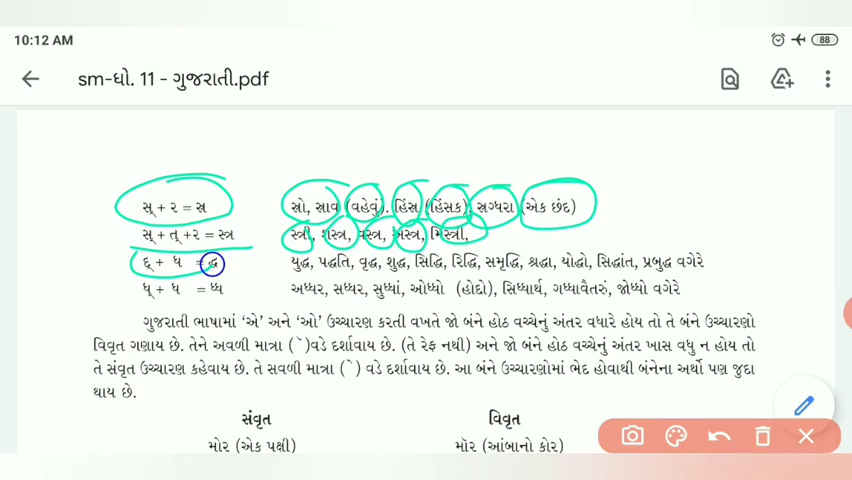 10:12 AM
88
sm-ધો. 11 - ગુજરાતી.pdf
સ્ + ર = સ્ર સ્રો, સ્રાવ (વહેવું). હિંસ્ર (હિંસક), સ્રગ્ધરા (એક છંદ)
સ્ + ત્ + ર = સ્ત્ર સ્ત્રી, શસ્ત્ર, વસ્ત્ર, અસ્ત્ર, મિસ્ત્રી,
દ્ + ધ = દ્ધ યુદ્ધ, પદ્ધતિ, વૃદ્ધ, શુદ્ધ, સિદ્ધિ, રિદ્ધિ, સમૃદ્ધિ, શ્રદ્ધા, યોદ્ધો, સિદ્ધાંત, પ્રબુદ્ધ વગેરે
ધ્ + ધ = ધ્ધ અધ્ધર, સધ્ધર, સુધ્ધાં, ઓધ્ધો (હોદો), સિધ્ધાર્થ, ગધ્ધાવૈતરું, જોધ્ધો વગેરે
ગુજરાતી ભાષામાં ‘એ’ અને ‘ઓ’ ઉચ્ચારણ કરતી વખતે જો બંને હોઠ વચ્ચેનું અંતર વધારે હોય તો તે બંને ઉચ્ચારણો
વિવૃત ગણાય છે. તેને અવળી માત્રા (ૅ) વડે દર્શાવાય છે. (તે રેફ નથી) અને જો બંને હોઠ વચ્ચેનું અંતર ખાસ વધુ ન હોય તો
તે સંવૃત ઉચ્ચારણ કહેવાય છે. તે સવળી માત્રા (ે) વડે દર્શાવાય છે. આ બંને ઉચ્ચારણોમાં ભેદ હોવાથી બંનેના અર્થો પણ જુદા
થાય છે.
સંવૃત વિવૃત
મોર (એક પક્ષી) મૉર (આંબાનો કોર)